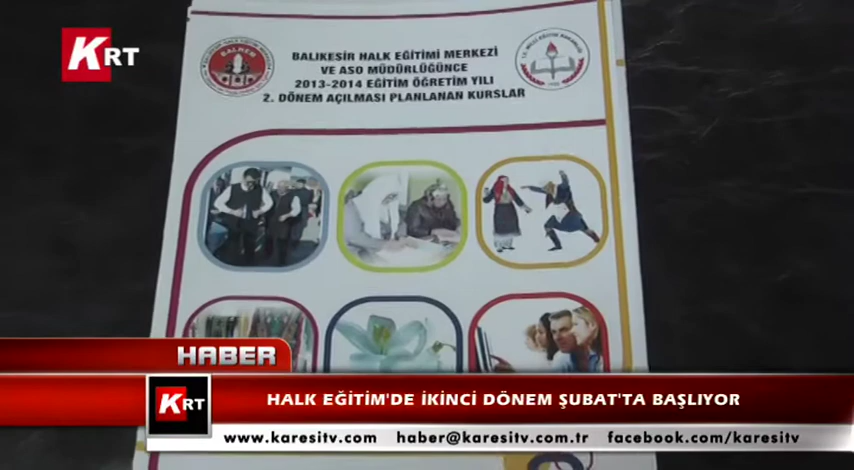 KRT
BALIKESİR HALK EĞİTİMİ MERKEZİ
VE ASO MÜDÜRLÜĞÜNCE
2013-2014 EĞİTİM ÖĞRETİM YILI
2. DÖNEM AÇILMASI PLANLANAN KURSLAR
HABER
KRT
HALK EĞİTİM'DE İKİNCİ DÖNEM ŞUBAT'TA BAŞLIYOR
www.karesitv.com haber@karesitv.com.tr facebook.com/karesitv